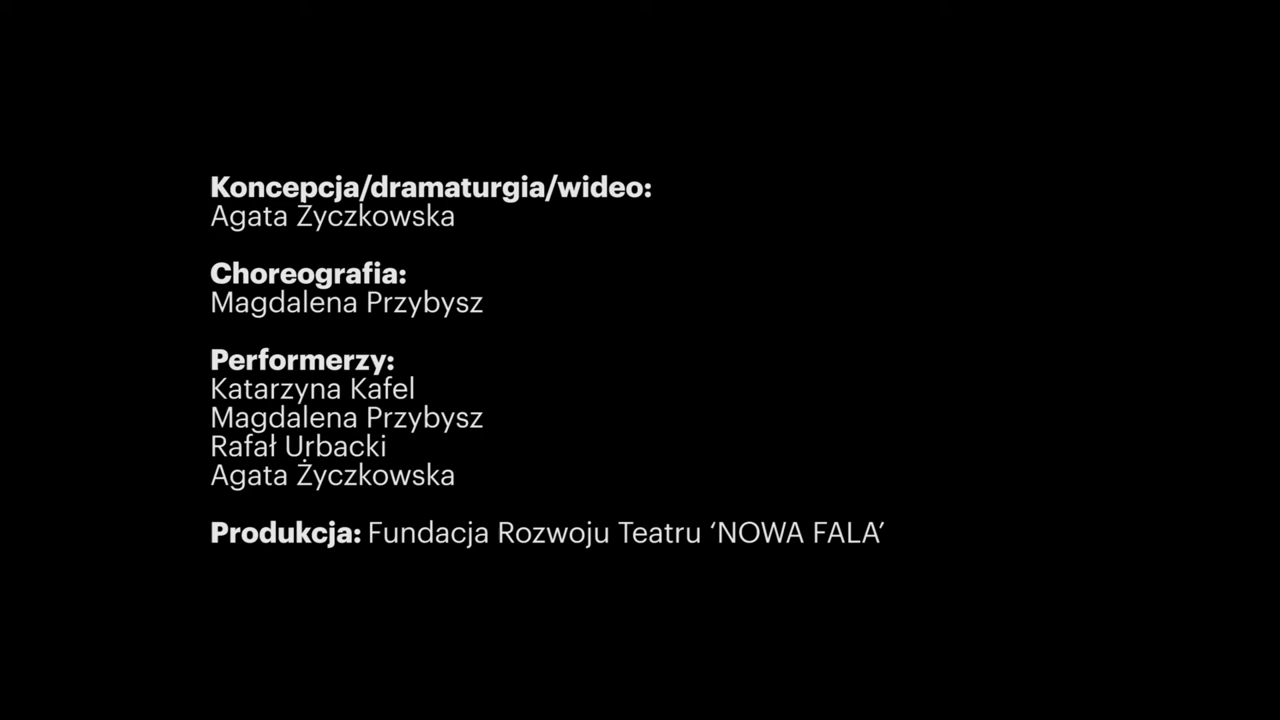 Koncepcja/dramaturgia/wideo:
Agata Życzkowska
Choreografia:
Magdalena Przybysz
Performerzy:
Katarzyna Kafel
Magdalena Przybysz
Rafał Urbacki
Agata Życzkowska
Produkcja: Fundacja Rozwoju Teatru ‘NOWA FALA’